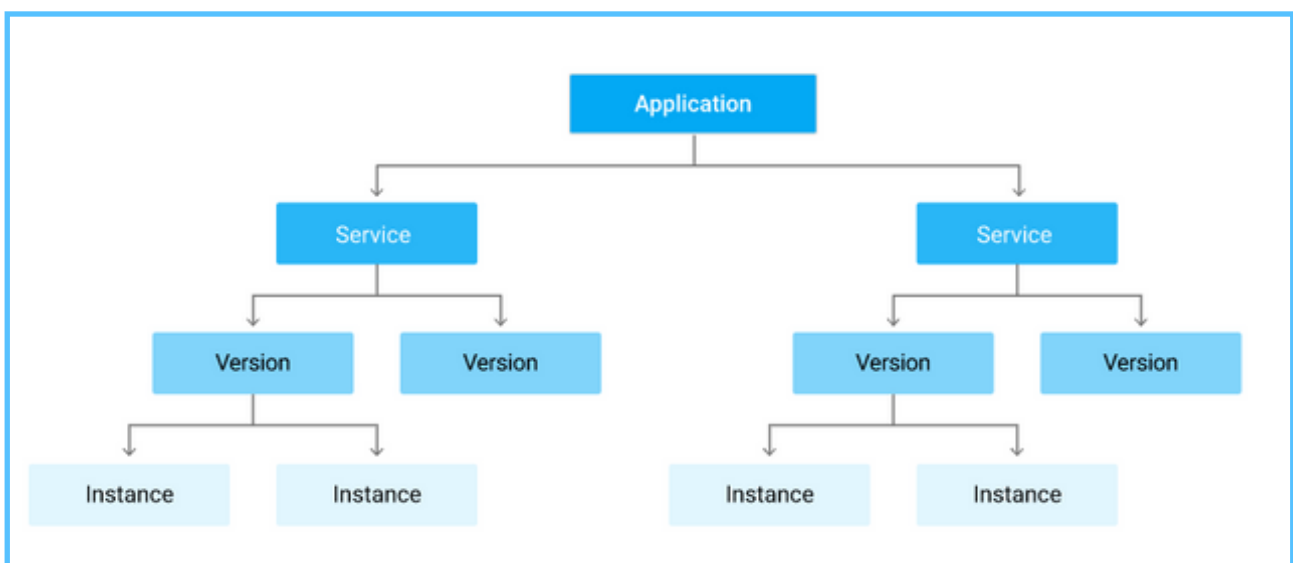 Application
Service
Service
Version
Version
Version
Version
Instance
Instance
Instance
Instance